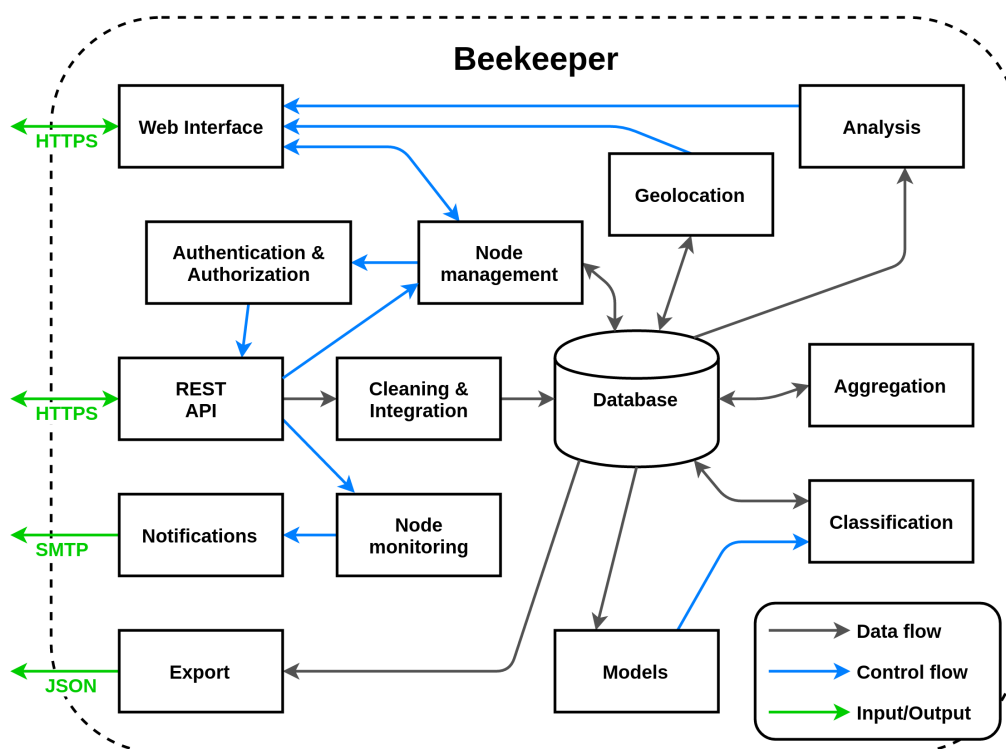 Beekeeper
Web Interface
Analysis
HTTPS
Geolocation
Authentication &
Authorization
Node
management
REST
API
Cleaning &
Integration
Database
Aggregation
HTTPS
Notifications
Node
monitoring
Classification
SMTP
Export
Models
JSON
Data flow
Control flow
Input/Output